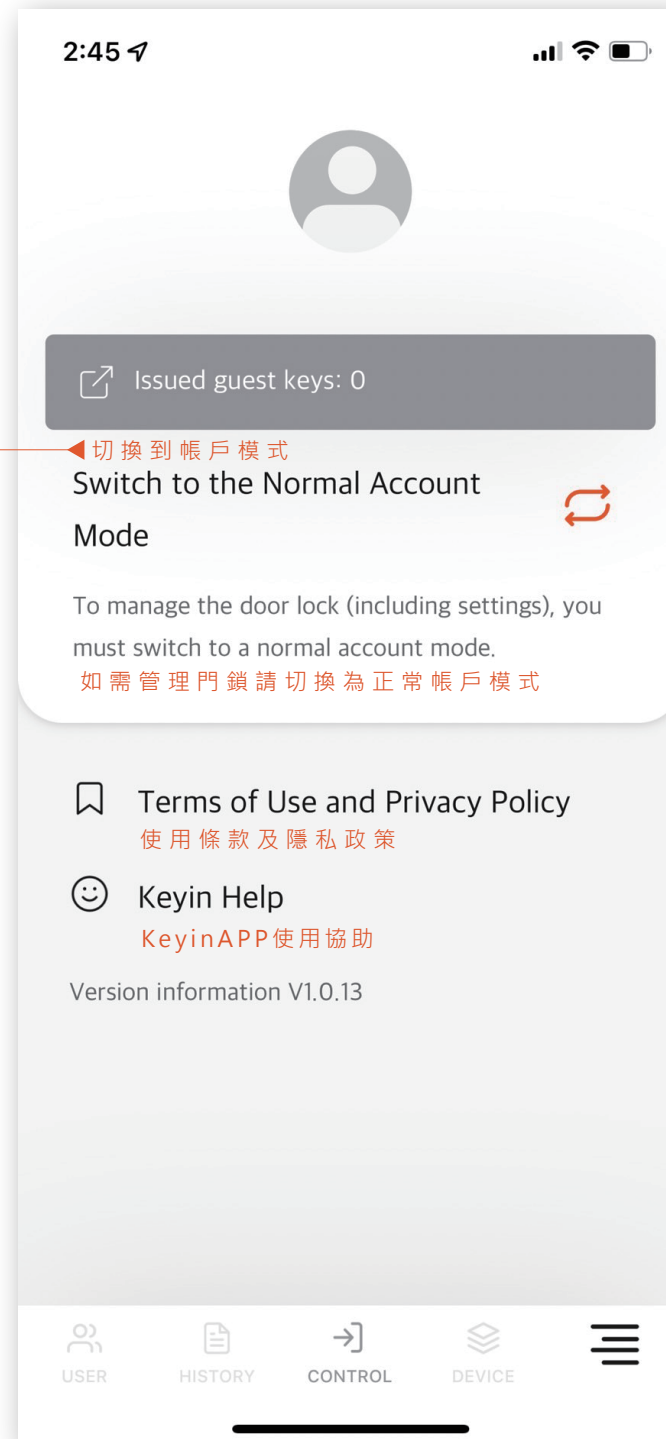 2:45
Issued guest keys: 0
切換到帳戶模式
Switch to the Normal Account
Mode
To manage the door lock (including settings), you
must switch to a normal account mode.
如需管理門鎖請切換為正常帳戶模式
Terms of Use and Privacy Policy
使用條款及隱私政策
Keyin Help
KeyinAPP使用協助
Version information V1.0.13
USER HISTORY CONTROL DEVICE